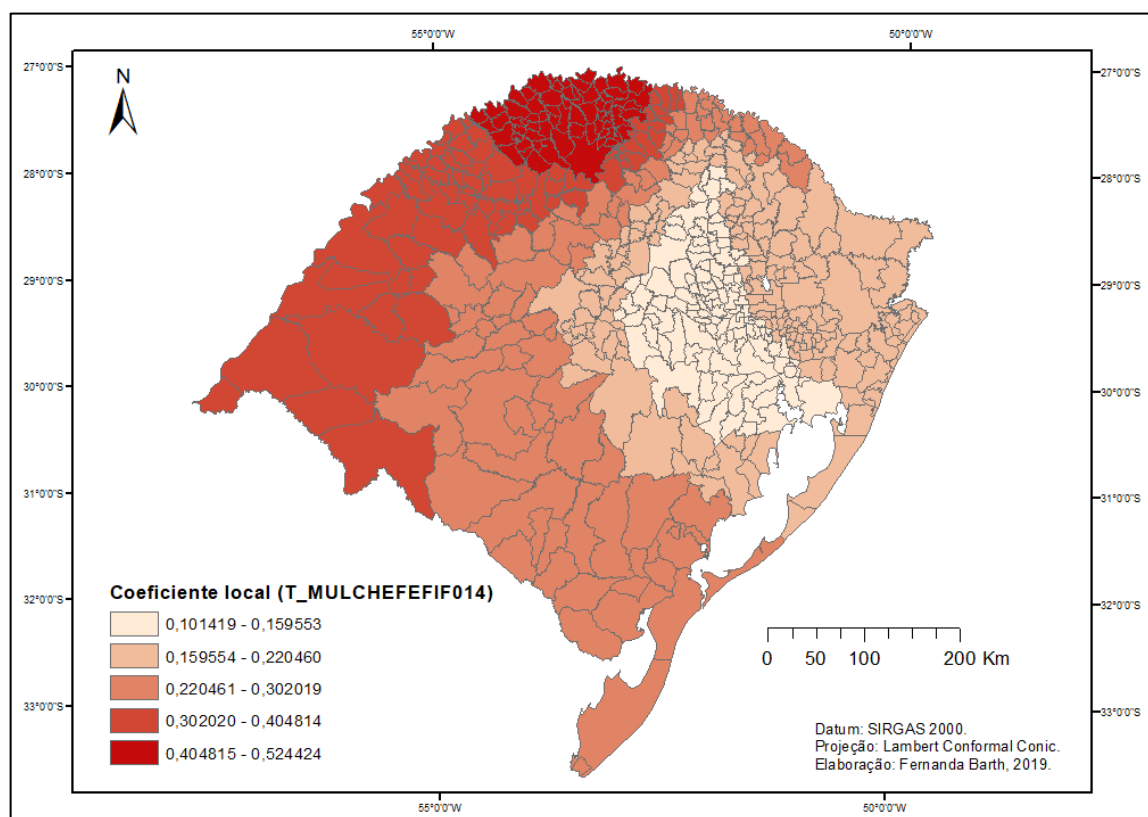 55°0'0"W 50°0'0"W
27°0'0"S 27°0'0"S
N
28°0'0"S 28°0'0"S
29°0'0"S 29°0'0"S
30°0'0"S 30°0'0"S
31°0'0"S 31°0'0"S
32°0'0"S 32°0'0"S
33°0'0"S 33°0'0"S
Coeficiente local (T_MULCHEFEFIF014)
0,101419 - 0,159553
0,159554 - 0,220460
0,220461 - 0,302019
0,302020 - 0,404814
0,404815 - 0,524424
0 50 100 200 Km
Datum: SIRGAS 2000.
Projeção: Lambert Conformal Conic.
Elaboração: Fernanda Barth, 2019.
55°0'0"W 50°0'0"W